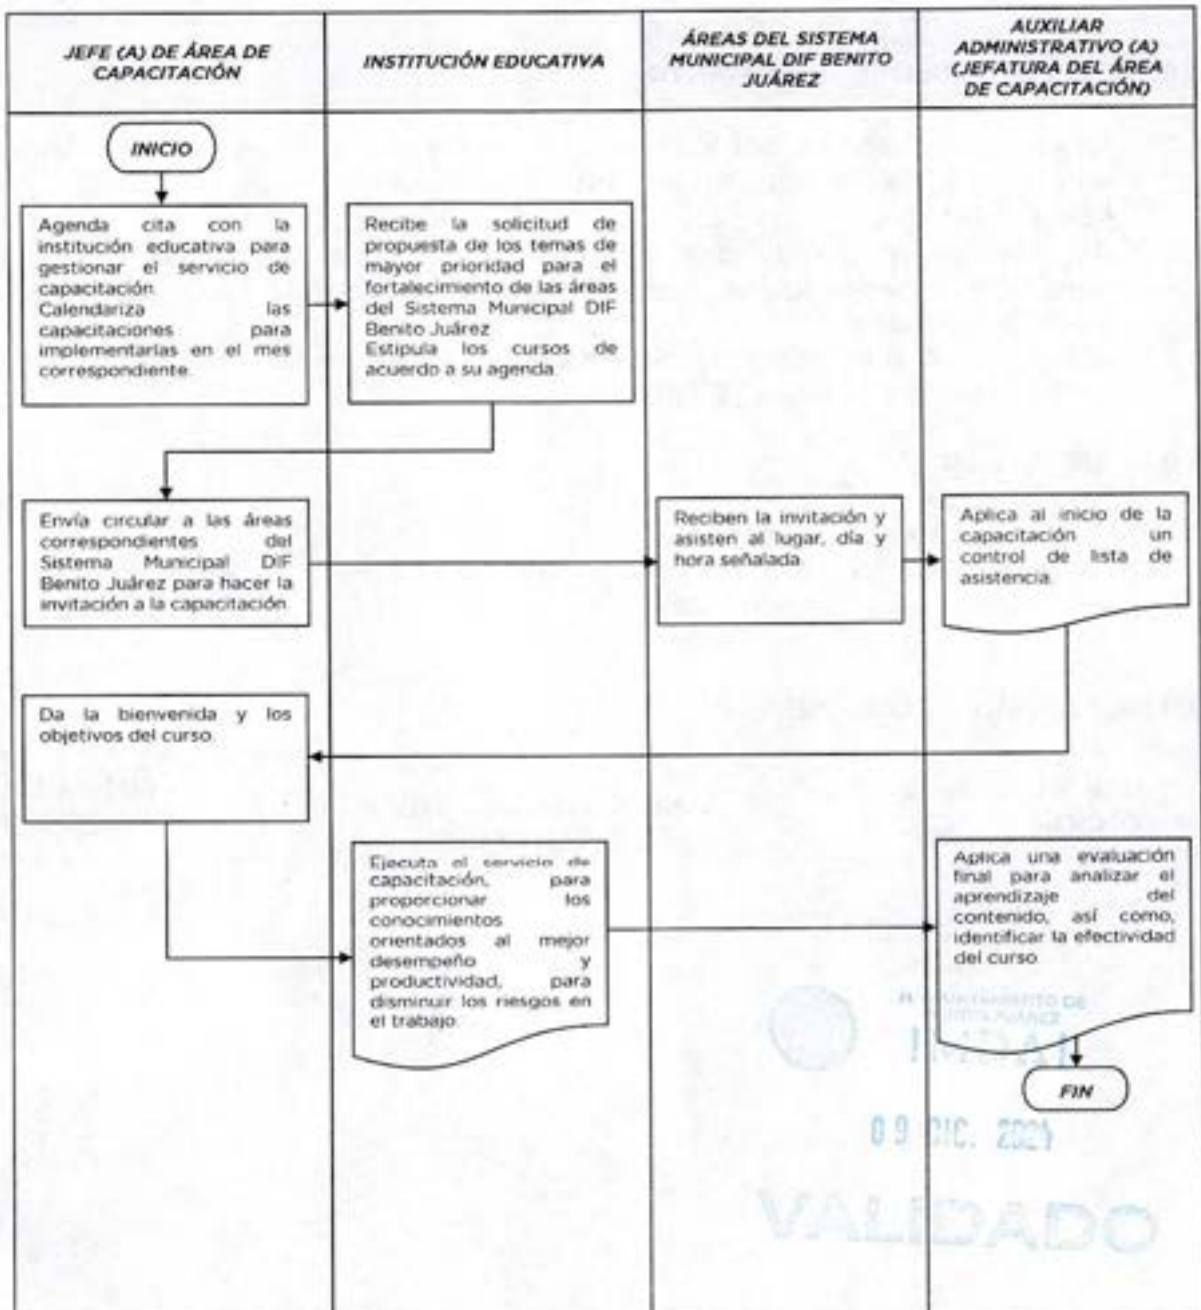 JEFE (A) DE ÁREA DE
CAPACITACIÓN
INSTITUCIÓN EDUCATIVA
ÁREAS DEL SISTEMA
MUNICIPAL DIF BENITO
JUÁREZ
AUXILIAR
ADMINISTRATIVO (A)
(JEFATURA DEL ÁREA
DE CAPACITACIÓN)
INICIO
Agenda cita con la
institución educativa para
gestionar el servicio de
capacitación.
Calendariza las
capacitaciones para
implementarlas en el mes
correspondiente.
Recibe la solicitud de
propuesta de los temas de
mayor prioridad para el
fortalecimiento de las áreas
del Sistema Municipal DIF
Benito Juárez
Estipula los cursos de
acuerdo a su agenda
Envía circular a las áreas
correspondientes del
Sistema Municipal DIF
Benito Juárez para hacer la
invitación a la capacitación.
Reciben la invitación y
asisten al lugar, día y
hora señalada.
Aplica al inicio de la
capacitación un
control de lista de
asistencia.
Da la bienvenida y los
objetivos del curso.
Ejecuta el servicio de
capacitación, para
proporcionar los
conocimientos
orientados al mejor
desempeño y
productividad, para
disminuir los riesgos en
el trabajo.
Aplica una evaluación
final para analizar el
aprendizaje del
contenido, así como,
identificar la efectividad
del curso
FIN
09 DIC. 2021
VALIDADO